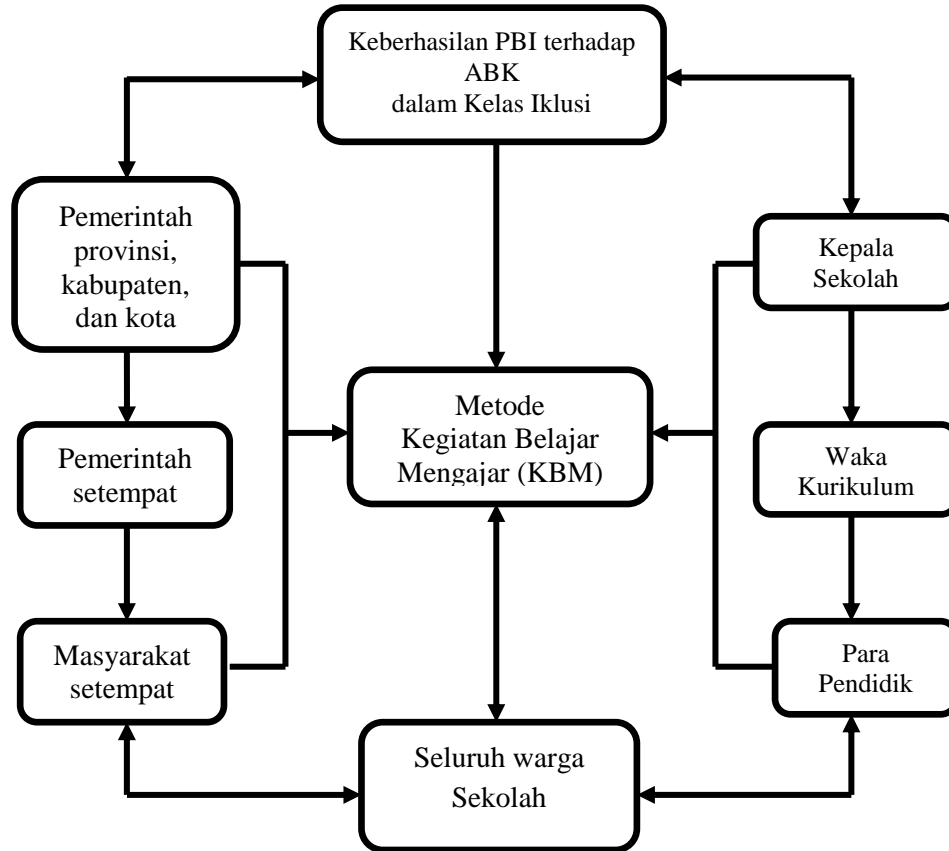 Keberhasilan PBI terhadap
ABK
dalam Kelas Iklusi
Pemerintah
provinsi,
kabupaten,
dan kota
Kepala
Sekolah
Metode
Kegiatan Belajar
Mengajar (KBM)
Pemerintah
setempat
Waka
Kurikulum
Masyarakat
setempat
Para
Pendidik
Seluruh warga
Sekolah